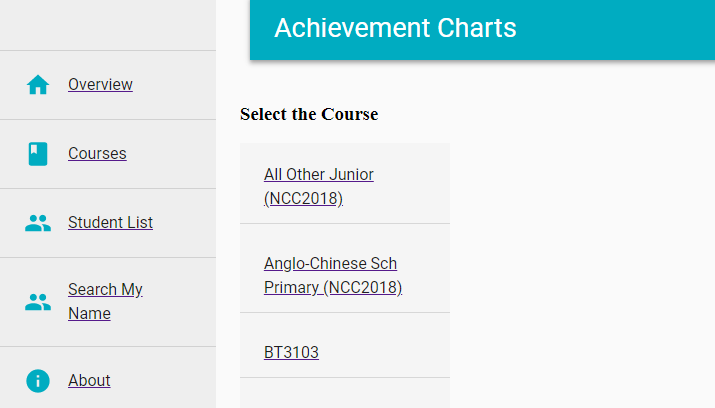 Achievement Charts
Overview
Courses
Student List
Search My
Name
About
Select the Course
All Other Junior
(NCC2018)
Anglo-Chinese Sch
Primary (NCC2018)
BT3103